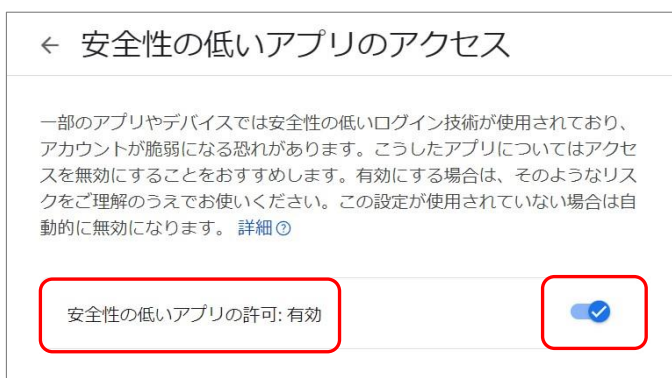 ← 安全性の低いアプリのアクセス
一部のアプリやデバイスでは安全性の低いログイン技術が使用されており、
アカウントが脆弱になる恐れがあります。こうしたアプリについてはアクセ
スを無効にすることをおすすめします。有効にする場合は、そのようなリス
クをご理解のうえでお使いください。この設定が使用されていない場合は自
動的に無効になります。 詳細?
安全性の低いアプリの許可: 有効